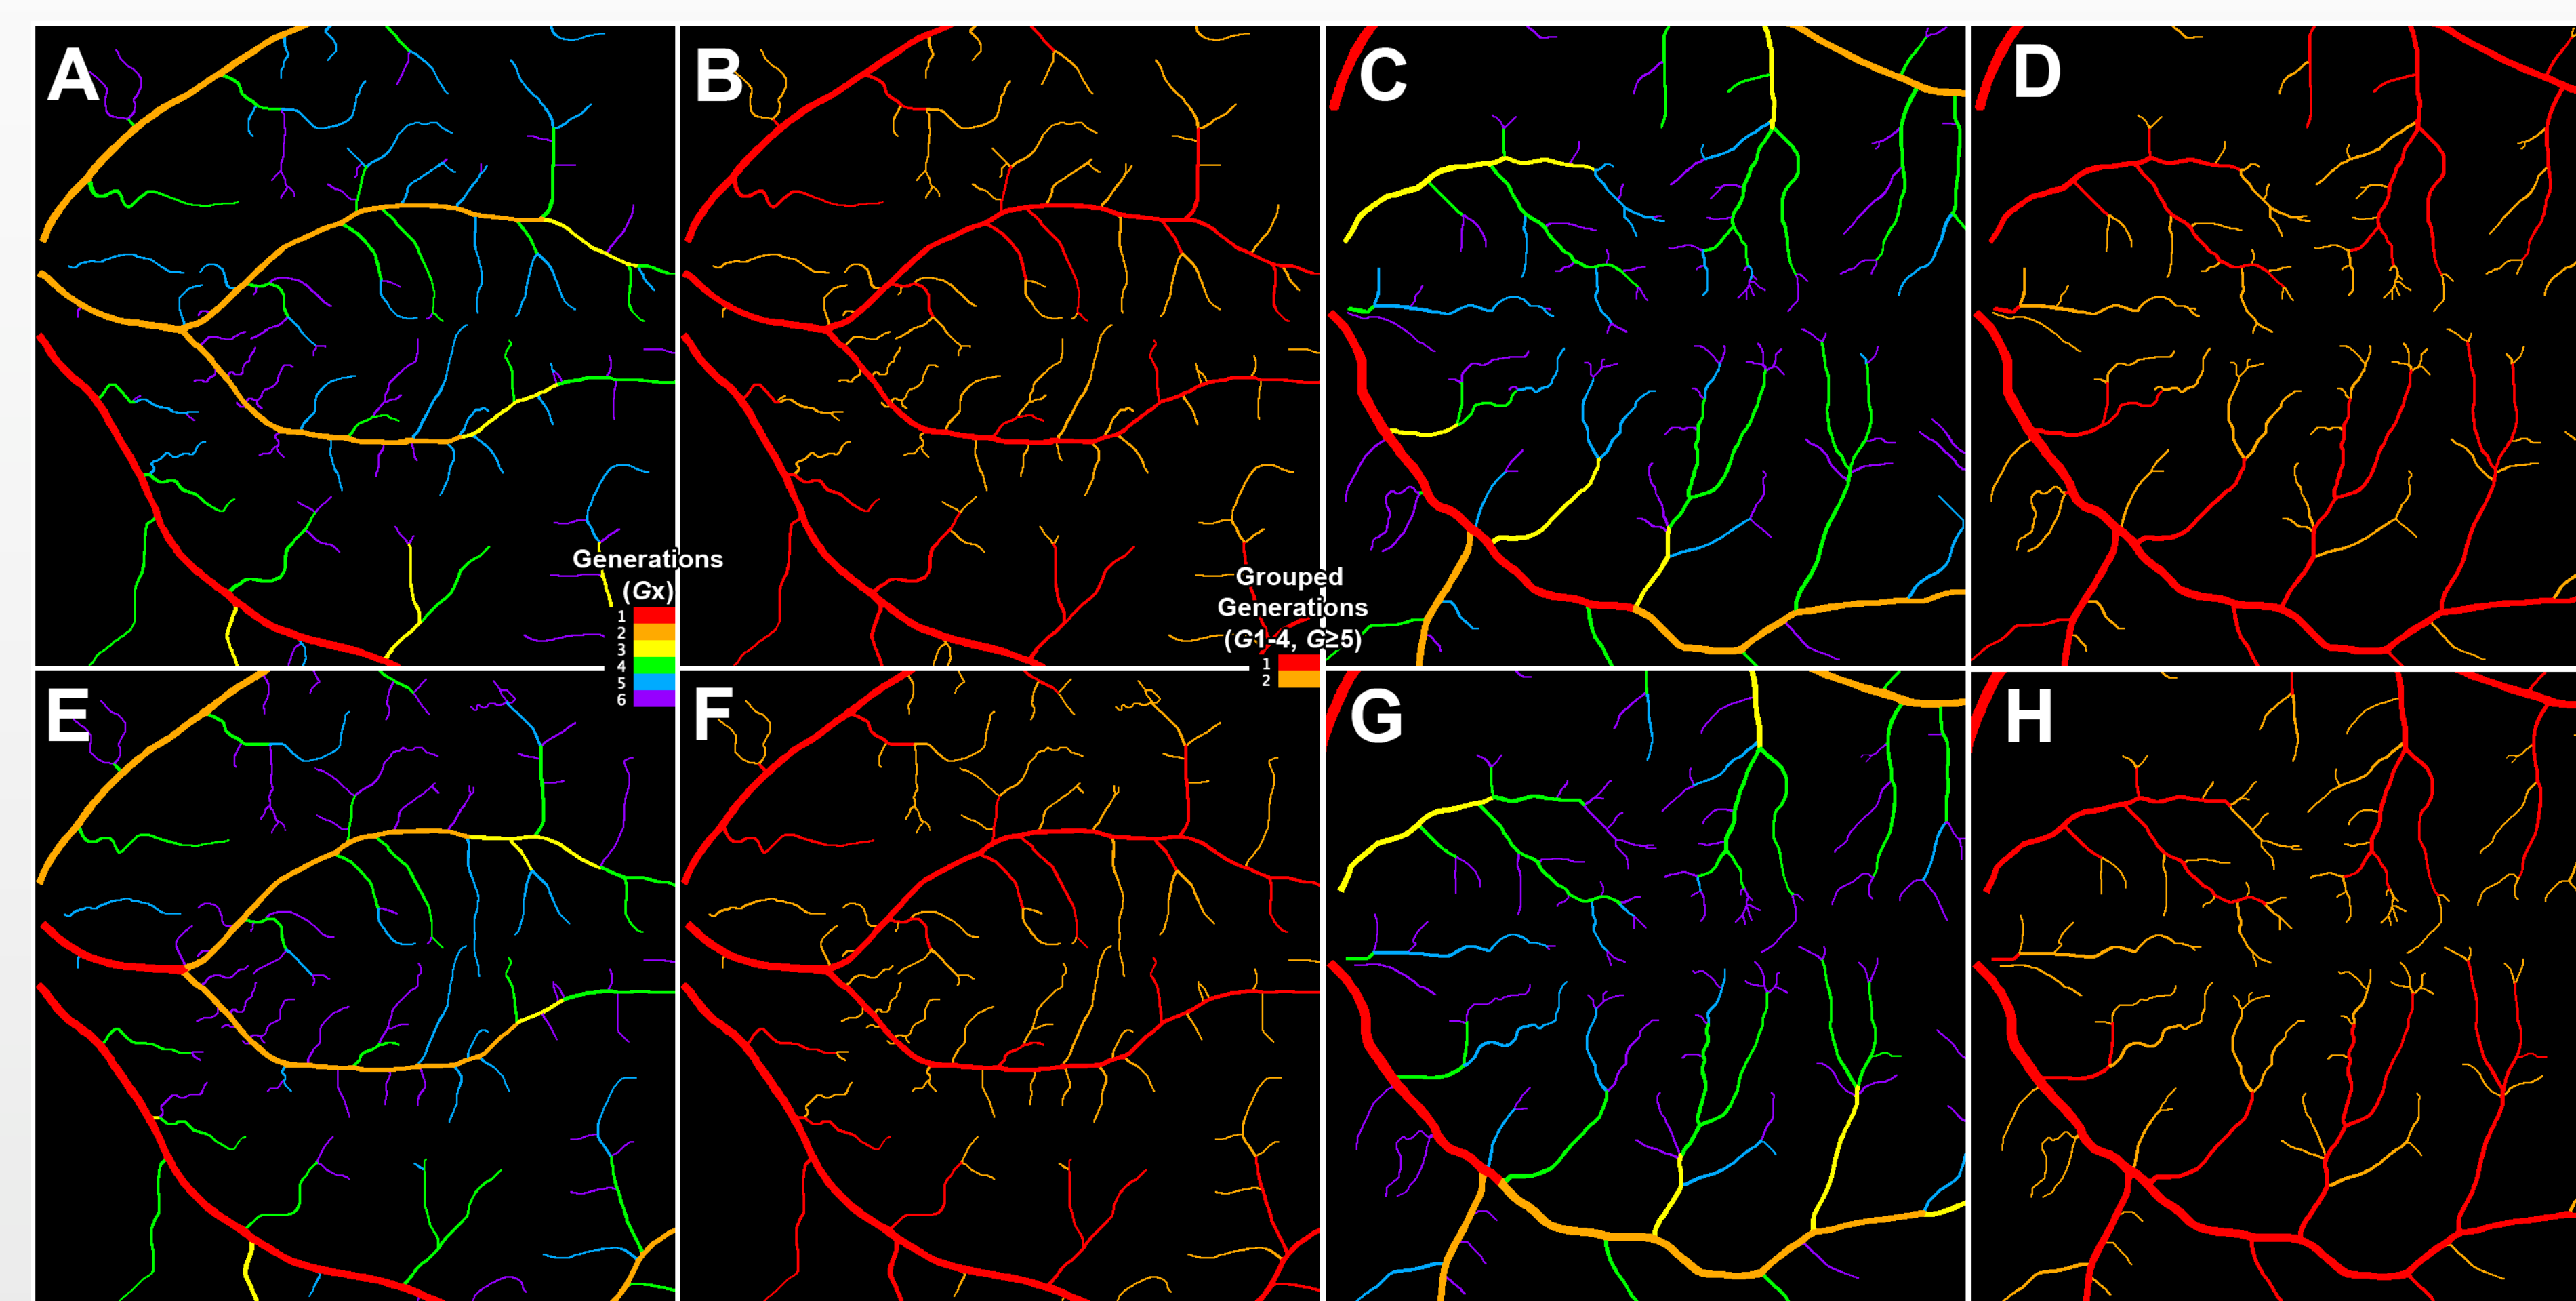 A
B
C
D
Generations
(Gx)
1
2
3
4
5
6
Grouped
Generations
(G1-4, G≥5)
1
2
E
F
G
H